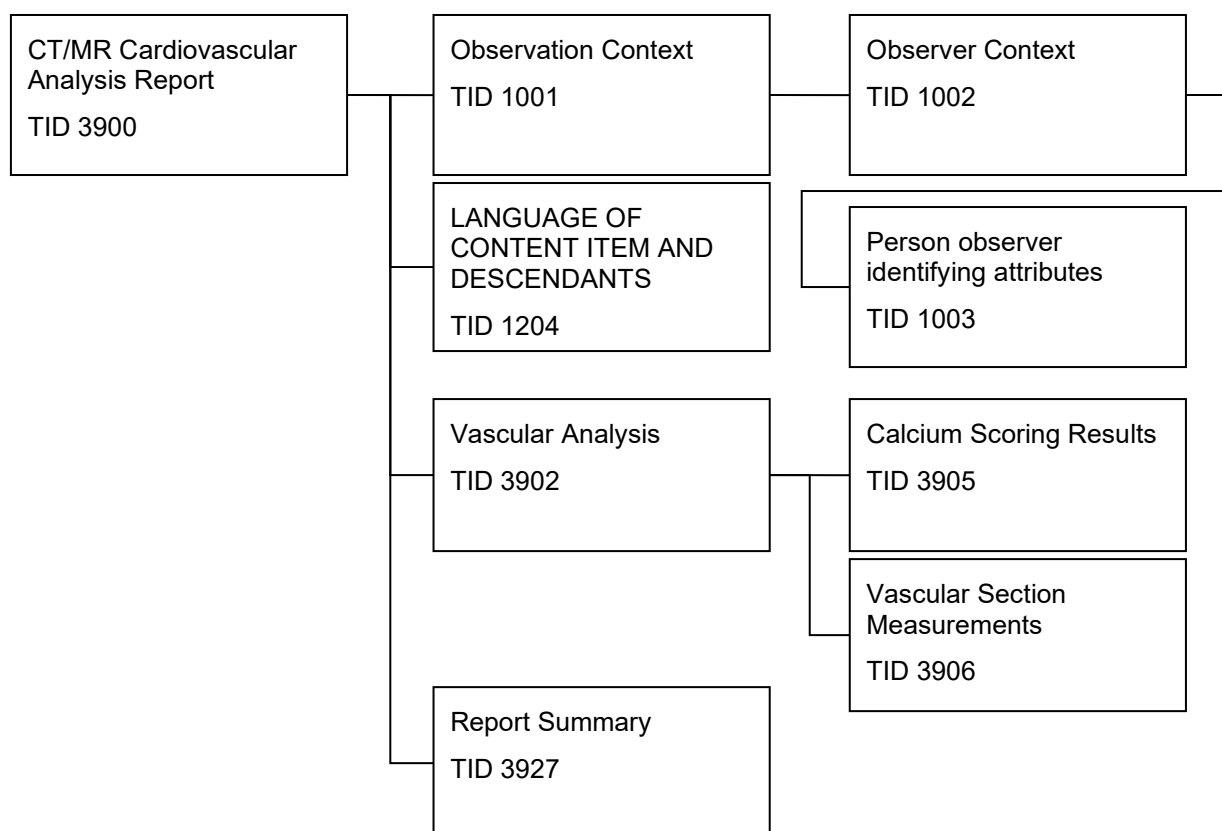 CT/MR Cardiovascular
Analysis Report
TID 3900
Observation Context
TID 1001
Observer Context
TID 1002
LANGUAGE OF
CONTENT ITEM AND
DESCENDANTS
TID 1204
Person observer
identifying attributes
TID 1003
Vascular Analysis
TID 3902
Calcium Scoring Results
TID 3905
Vascular Section
Measurements
TID 3906
Report Summary
TID 3927